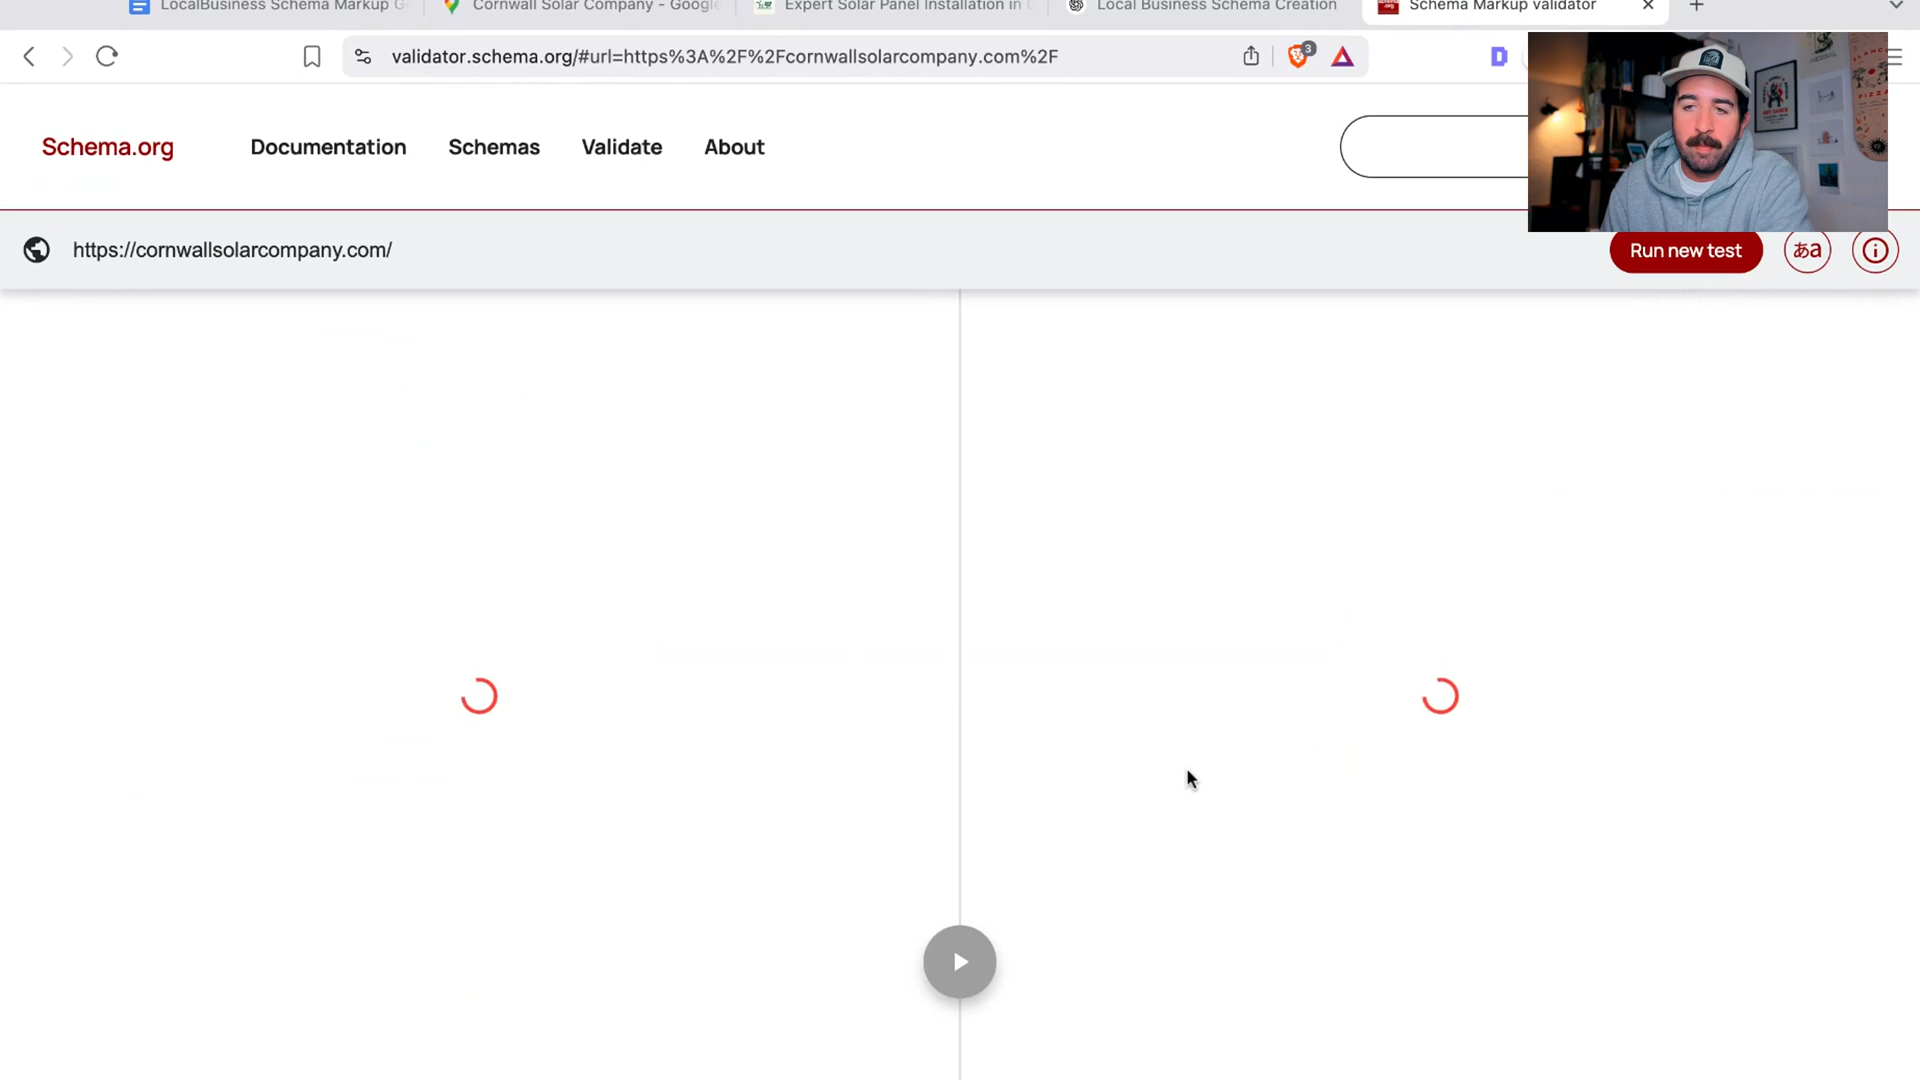 LocalBusiness Schema Markup G
Cornwall Solar Company - Google
Expert Solar Panel Installation in C
Local Business Schema Creation
Schema Markup validator
validator.schema.org/#url=https%3A%2F%2Fcornwallsolarcompany.com%2F
3
D
Schema.org
Documentation
Schemas
Validate
About
https://cornwallsolarcompany.com/
Run new test
あa